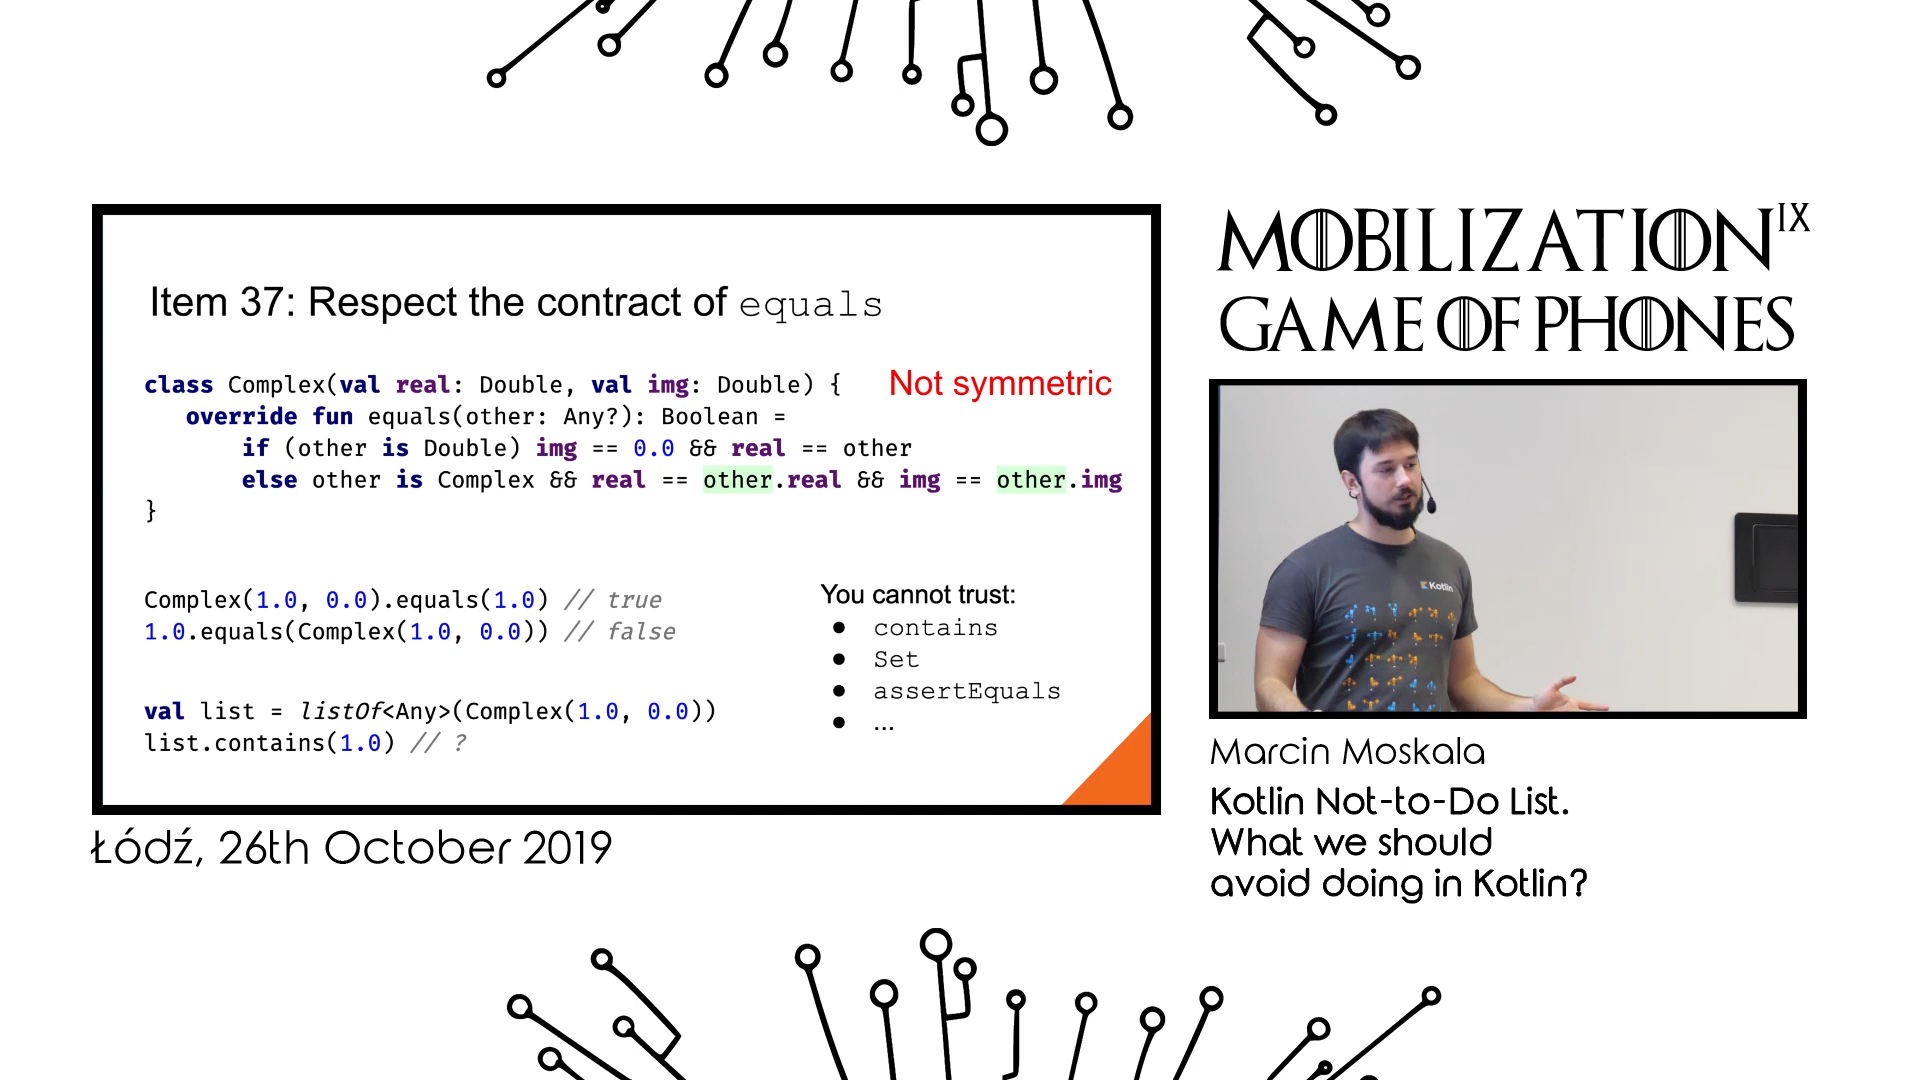 Item 37: Respect the contract of equals
class Complex(val real: Double, val img: Double) {
Not symmetric
override fun equals(other: Any?): Boolean =
if (other is Double) img == 0.0 && real == other
else other is Complex && real == other.real && img == other.img
}
Complex(1.0, 0.0).equals(1.0) // true
1.0.equals(Complex(1.0, 0.0)) // false
val list = listOf<Any>(Complex(1.0, 0.0))
list.contains(1.0) // ?
You cannot trust:
● contains
● Set
● assertEquals
● ...
Łódź, 26th October 2019
MOBILIZATION IX
GAME OF PHONES
Kotlin
Marcin Moskala
Kotlin Not-to-Do List.
What we should
avoid doing in Kotlin?